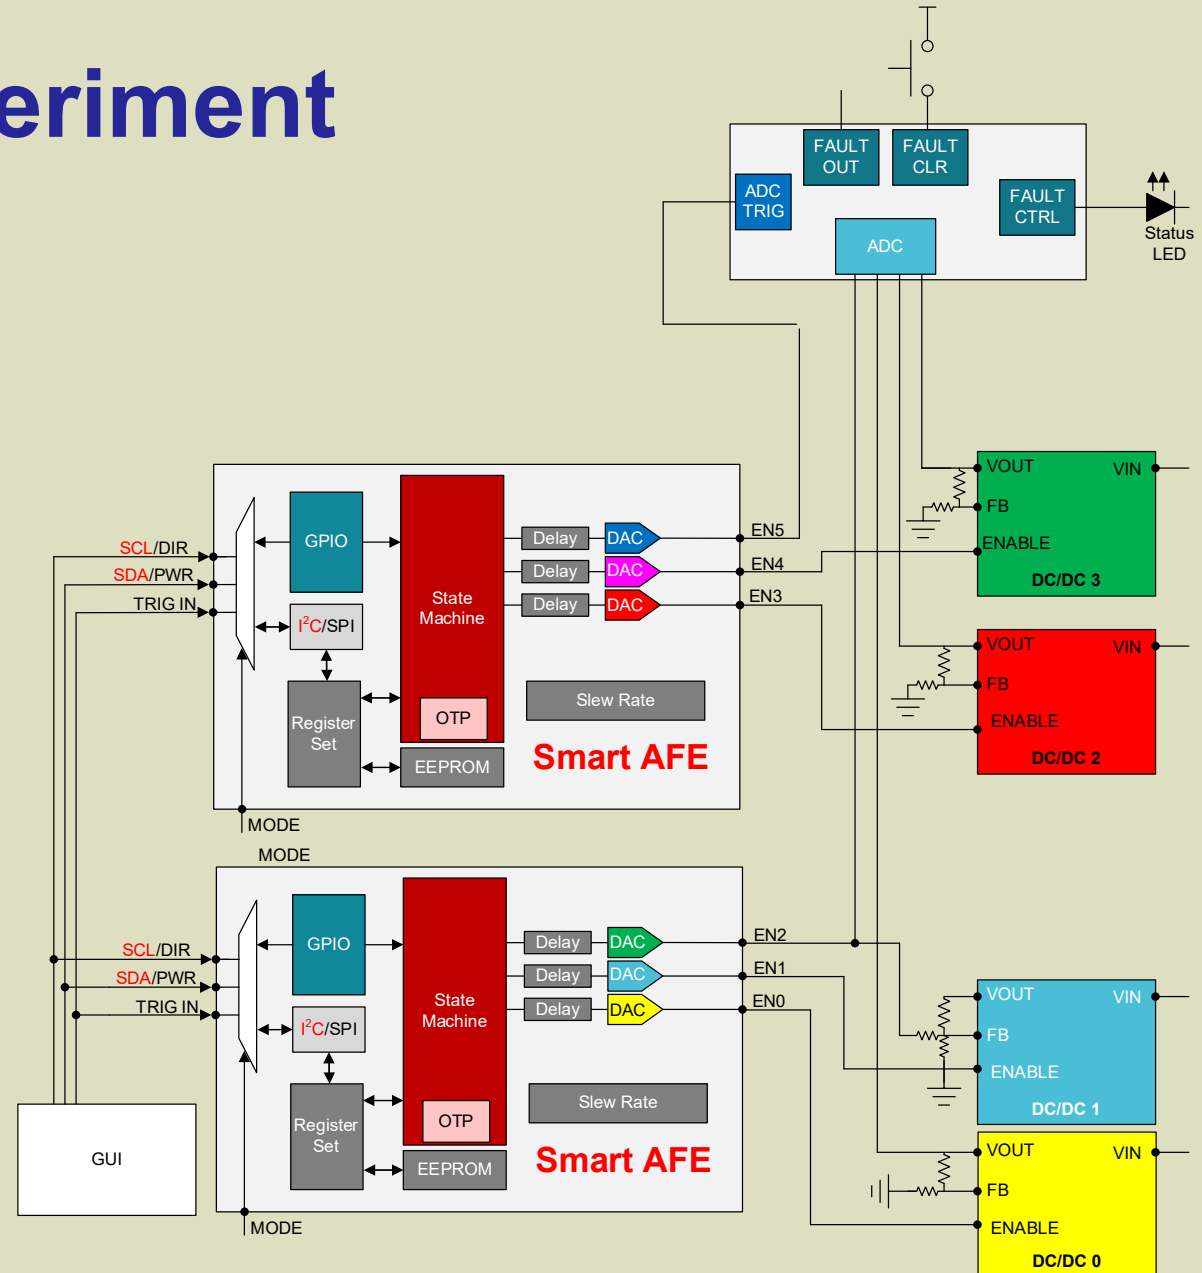 eriment
FAULT
OUT
FAULT
CLR
ADC
TRIG
FAULT
CTRL
ADC
Status
LED
SCL/DIR
SDA/PWR
TRIG IN
GPIO
I²C/SPI
Register
Set
State
Machine
OTP
EEPROM
Delay
DAC
Delay
DAC
Delay
DAC
Slew Rate
Smart AFE
EN5
EN4
EN3
MODE
VOUT
VIN
FB
ENABLE
DC/DC 3
VOUT
VIN
FB
ENABLE
DC/DC 2
MODE
SCL/DIR
SDA/PWR
TRIG IN
GPIO
I²C/SPI
Register
Set
State
Machine
OTP
EEPROM
Delay
DAC
Delay
DAC
Delay
DAC
Slew Rate
Smart AFE
EN2
EN1
EN0
MODE
GUI
VOUT
VIN
FB
ENABLE
DC/DC 1
VOUT
VIN
FB
ENABLE
DC/DC 0